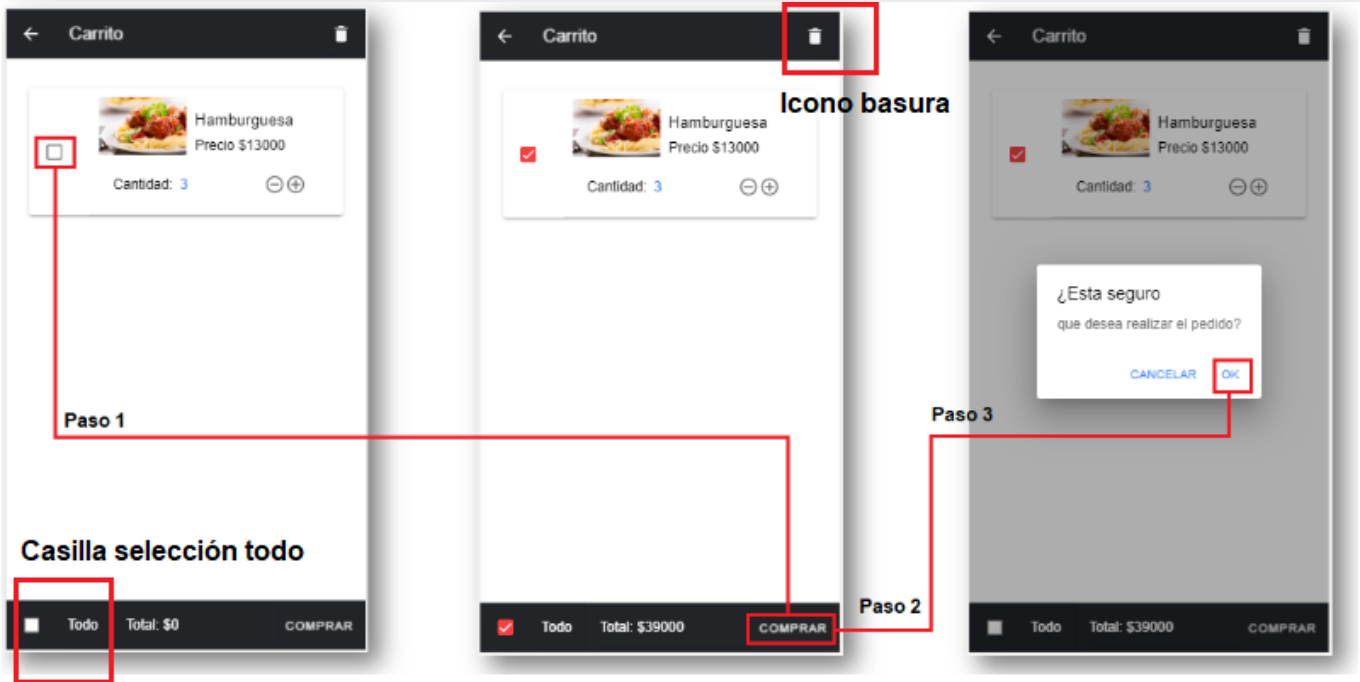 Carrito
Hamburguesa
Precio $13000
Cantidad: 3
Paso 1
Casilla selección todo
Todo Total: $0 COMPRAR
Carrito
Icono basura
Hamburguesa
Precio $13000
Cantidad: 3
Todo Total: $39000 COMPRAR
Paso 2
Carrito
Hamburguesa
Precio $13000
Cantidad: 3
¿Esta seguro
que desea realizar el pedido?
CANCELAR OK
Paso 3
Todo Total: $39000 COMPRAR